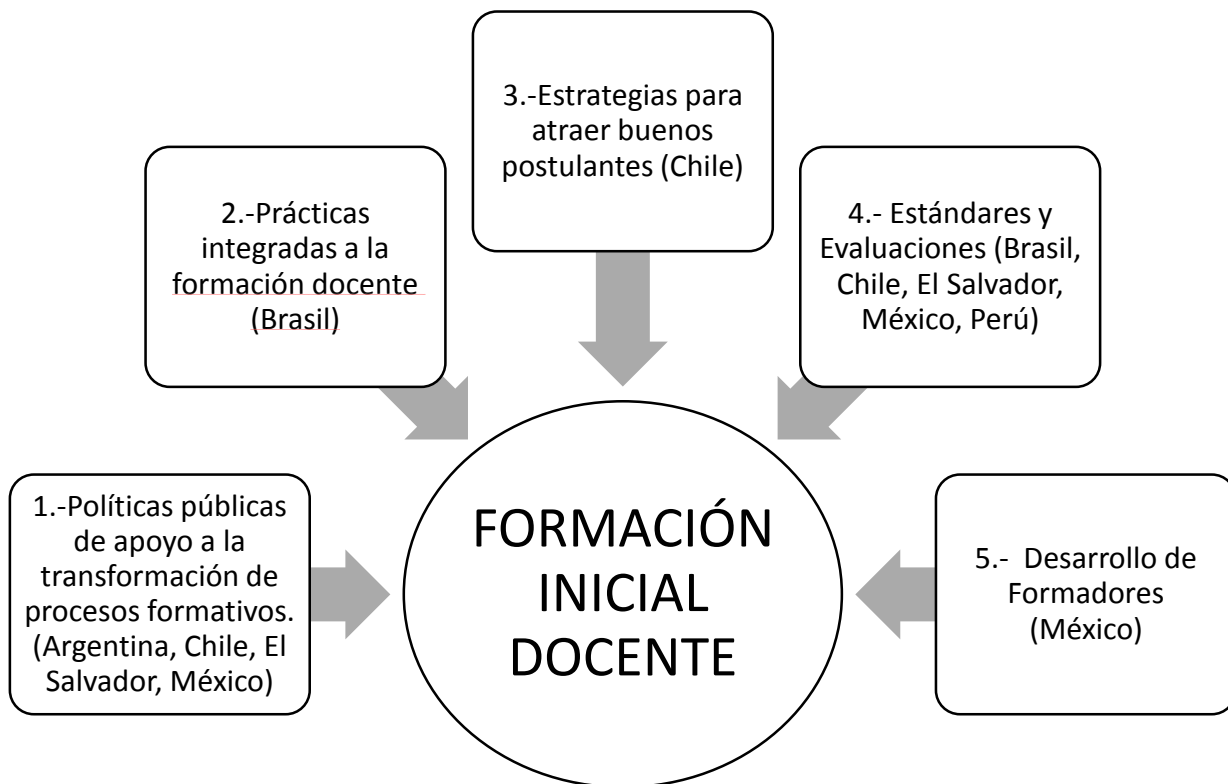 1.-Políticas públicas
de apoyo a la
transformación de
procesos formativos.
(Argentina, Chile, El
Salvador, México)
2.-Prácticas
integradas a la
formación docente
(Brasil)
3.-Estrategias para
atraer buenos
postulantes (Chile)
4.- Estándares y
Evaluaciones (Brasil,
Chile, El Salvador,
México, Perú)
5.- Desarrollo de
Formadores
(México)
FORMACIÓN
INICIAL
DOCENTE